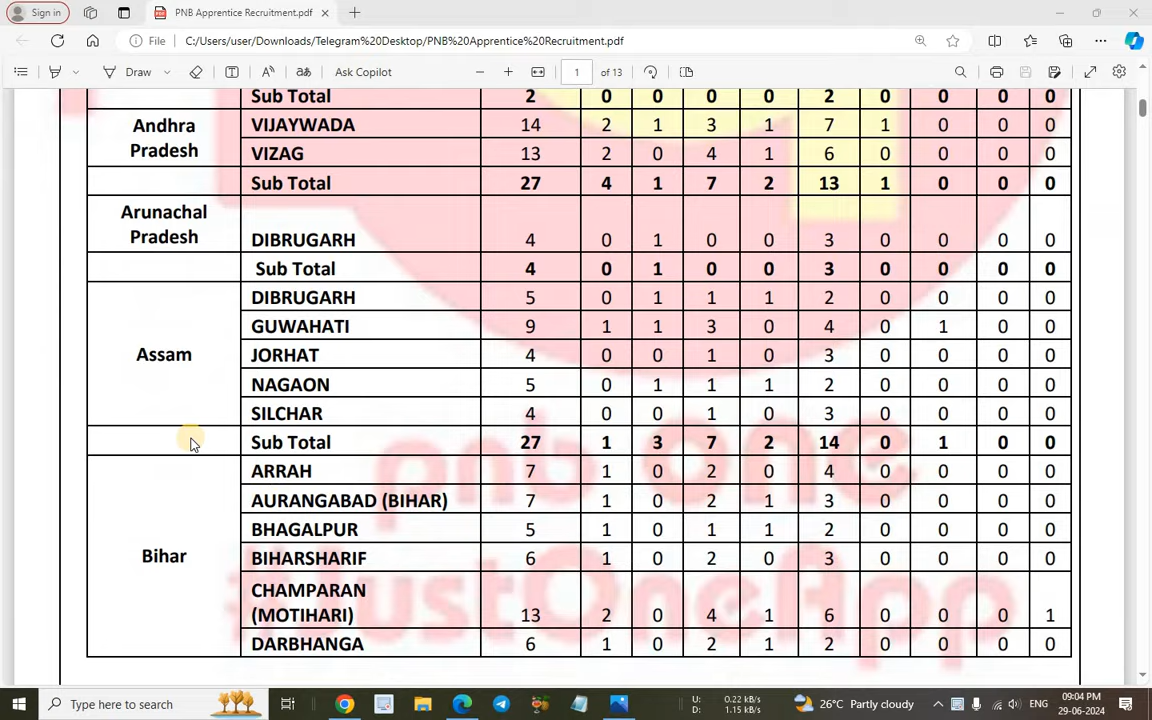 Sign in
PNB Apprentice Recruitment.pdf
File C:/Users/user/Downloads/Telegram%20Desktop/PNB%20Apprentice%20Recruitment.pdf
Draw
Ask Copilot
1 of 13
Sub Total 2 0 0 0 0 2 0 0 0 0
Andhra Pradesh VIJAYWADA 14 2 1 3 1 7 1 0 0 0
VIZAG 13 2 0 4 1 6 0 0 0 0
Sub Total 27 4 1 7 2 13 1 0 0 0
Arunachal Pradesh DIBRUGARH 4 0 1 0 0 3 0 0 0 0
Sub Total 4 0 1 0 0 3 0 0 0 0
DIBRUGARH 5 0 1 1 1 2 0 0 0 0
GUWAHATI 9 1 1 3 0 4 0 1 0 0
Assam JORHAT 4 0 0 1 0 3 0 0 0 0
NAGAON 5 0 1 1 1 2 0 0 0 0
SILCHAR 4 0 0 1 0 3 0 0 0 0
Sub Total 27 1 3 7 2 14 0 1 0 0
ARRAH 7 1 0 2 0 4 0 0 0 0
AURANGABAD (BIHAR) 7 1 0 2 1 3 0 0 0 0
BHAGALPUR 5 1 0 1 1 2 0 0 0 0
Bihar BIHARSHARIF 6 1 0 2 0 3 0 0 0 0
CHAMPARAN
(MOTIHARI) 13 2 0 4 1 6 0 0 0 1
DARBHANGA 6 1 0 2 1 2 0 0 0 0
pnb one
#JustOneApp
Type here to search
U: 0.22 kB/s
D: 1.15 kB/s
26°C Partly cloudy
ENG
09:04 PM
29-06-2024